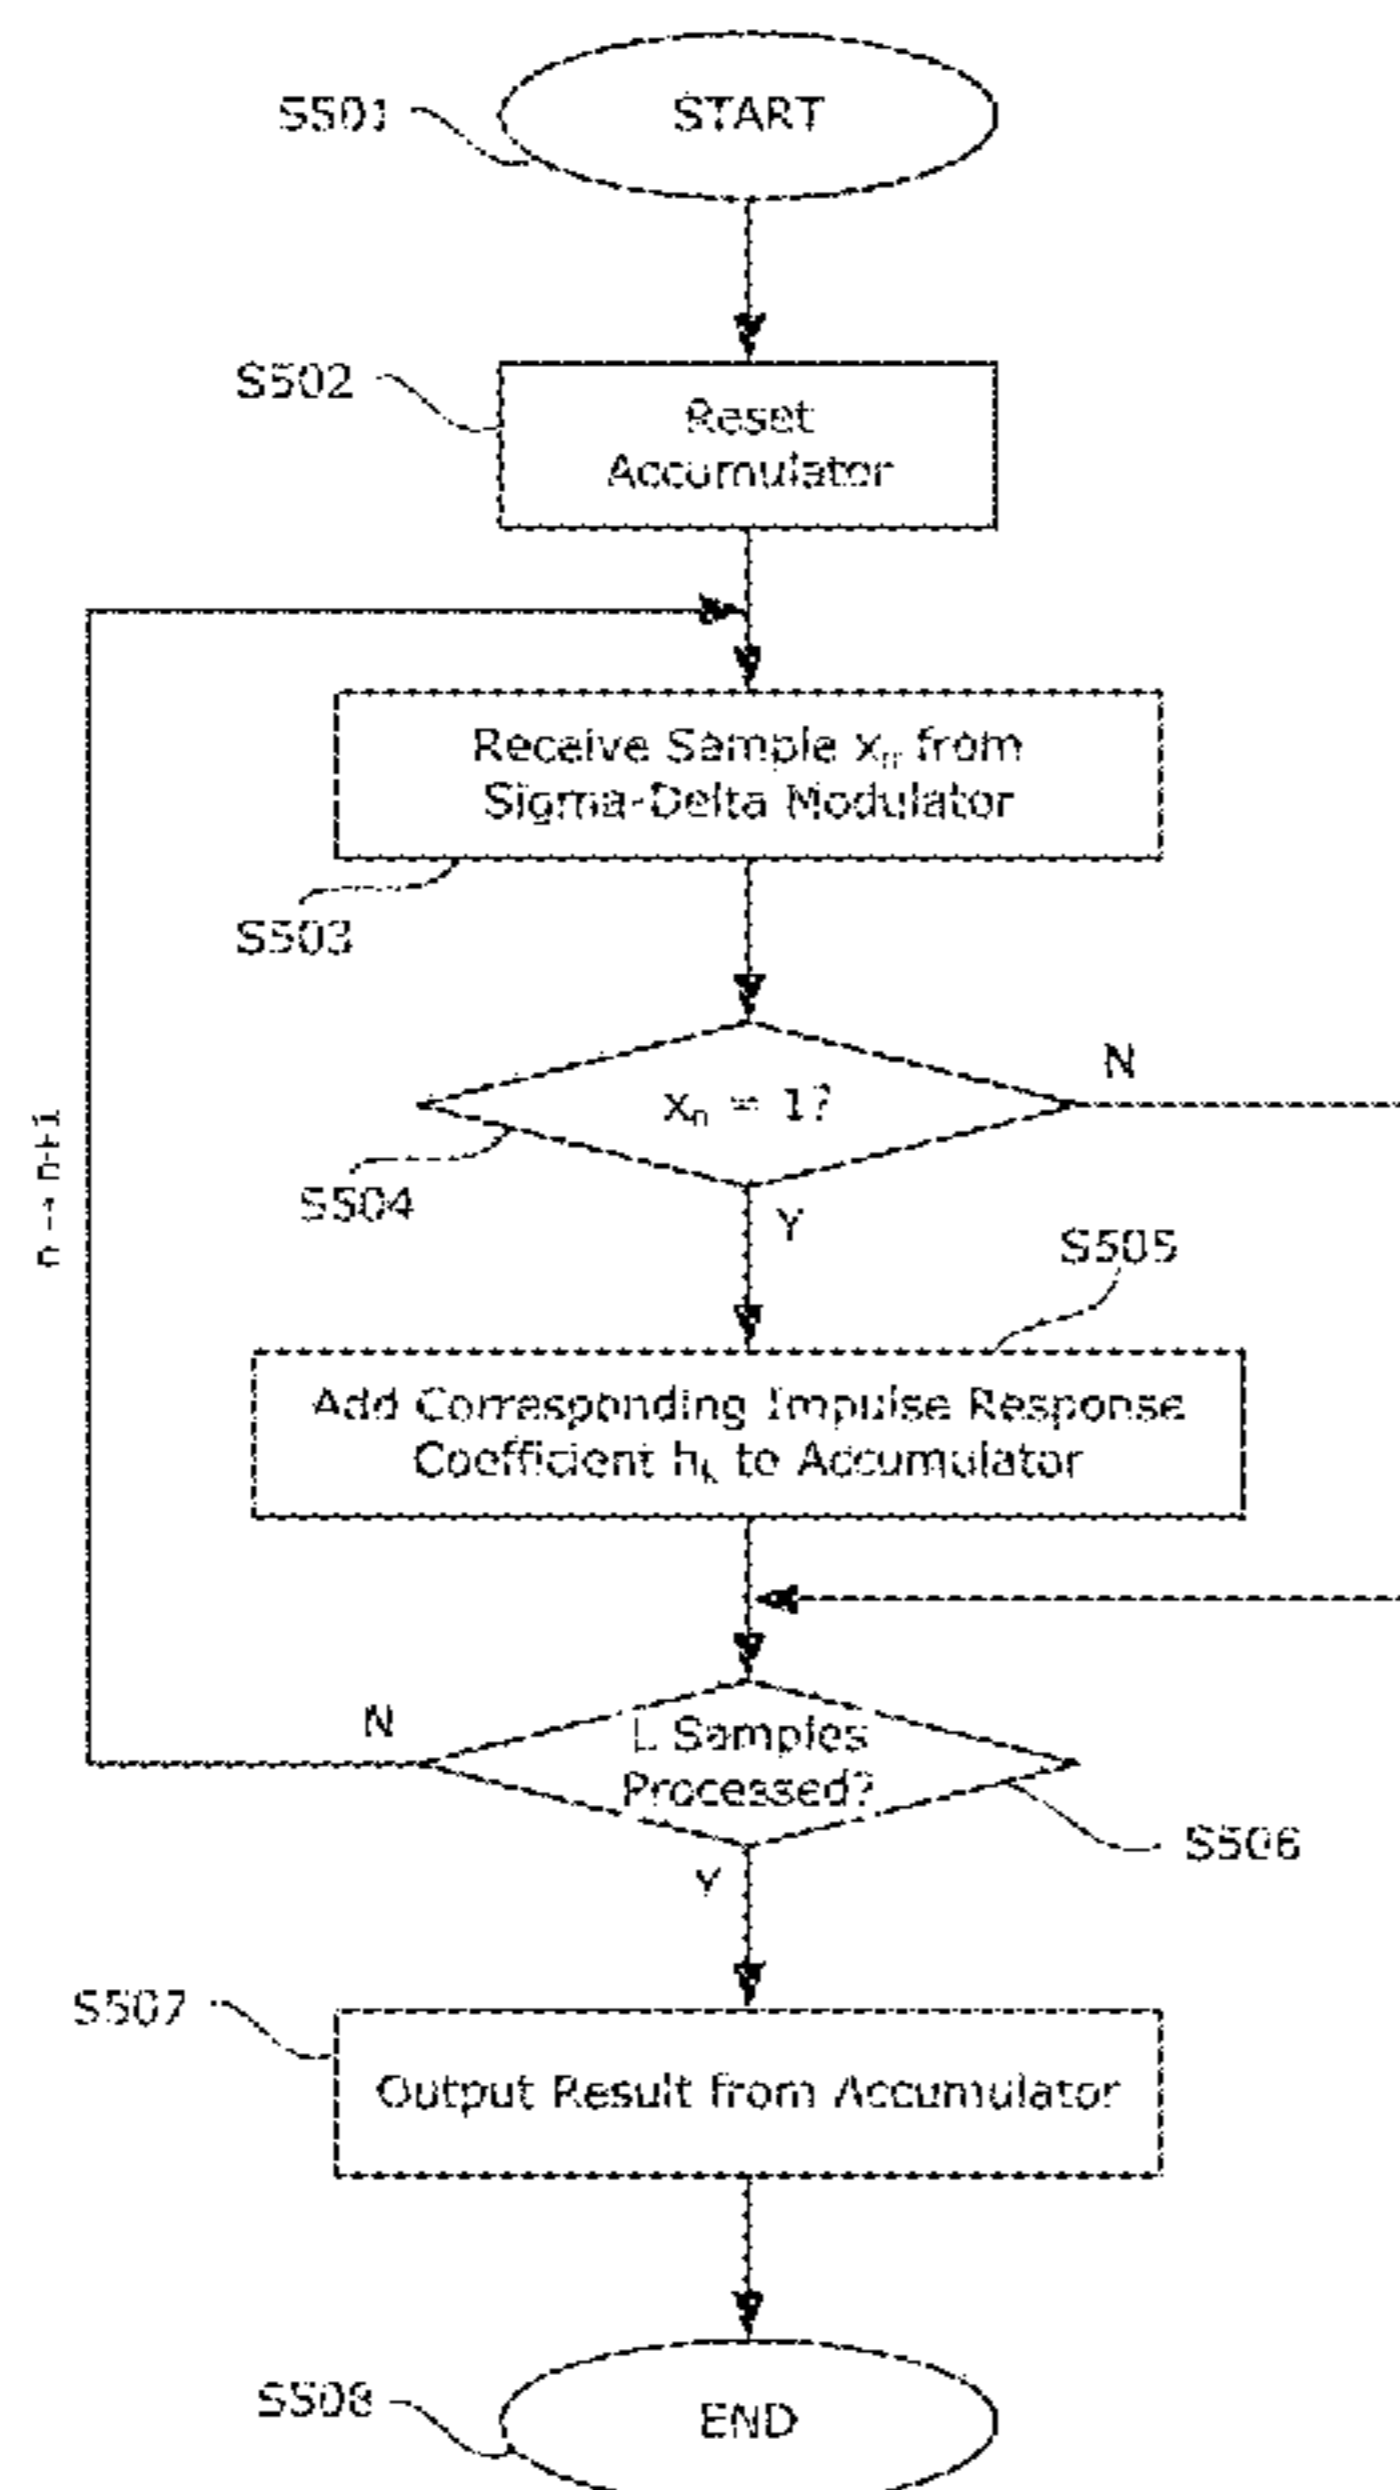 S501
START
S502
Reset
Accumulator
Receive Sample xₙ from
Sigma-Delta Modulator
S503
N
xₙ = 1?
S504
Y
n → n+1
S505
Add Corresponding Impulse Response
Coefficient hₖ to Accumulator
N
L Samples
Processed?
S506
Y
S507
Output Result from Accumulator
S508
END